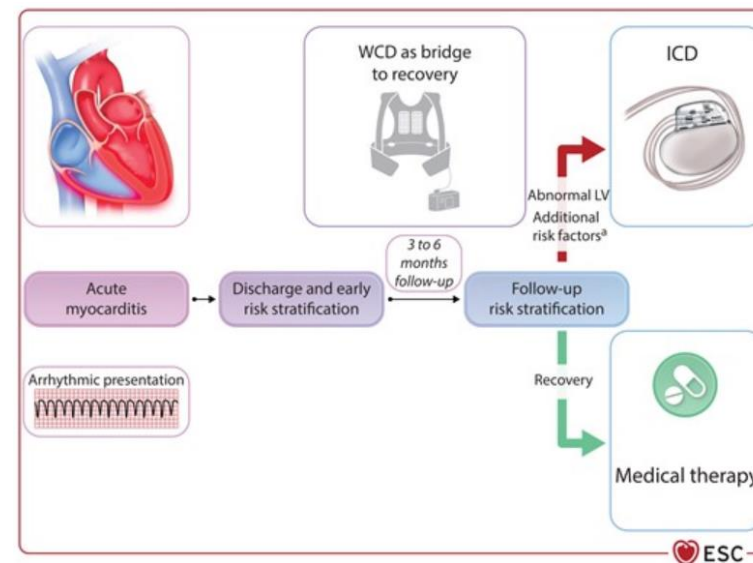 WCD as bridge
to recovery
ICD
Abnormal LV
Additional
risk factorsᵃ
3 to 6
months
follow-up
Acute
myocarditis
Discharge and early
risk stratification
Follow-up
risk stratification
Arrhythmic presentation
Recovery
Medical therapy
ESC